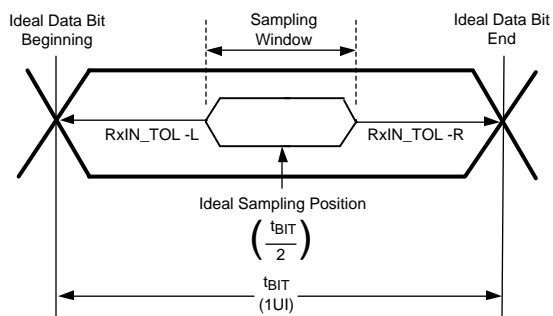 Ideal Data Bit
Beginning
Sampling
Window
Ideal Data Bit
End
RxIN_TOL -L
RxIN_TOL -R
Ideal Sampling Position
(tBIT
2)
tBIT
(1UI)